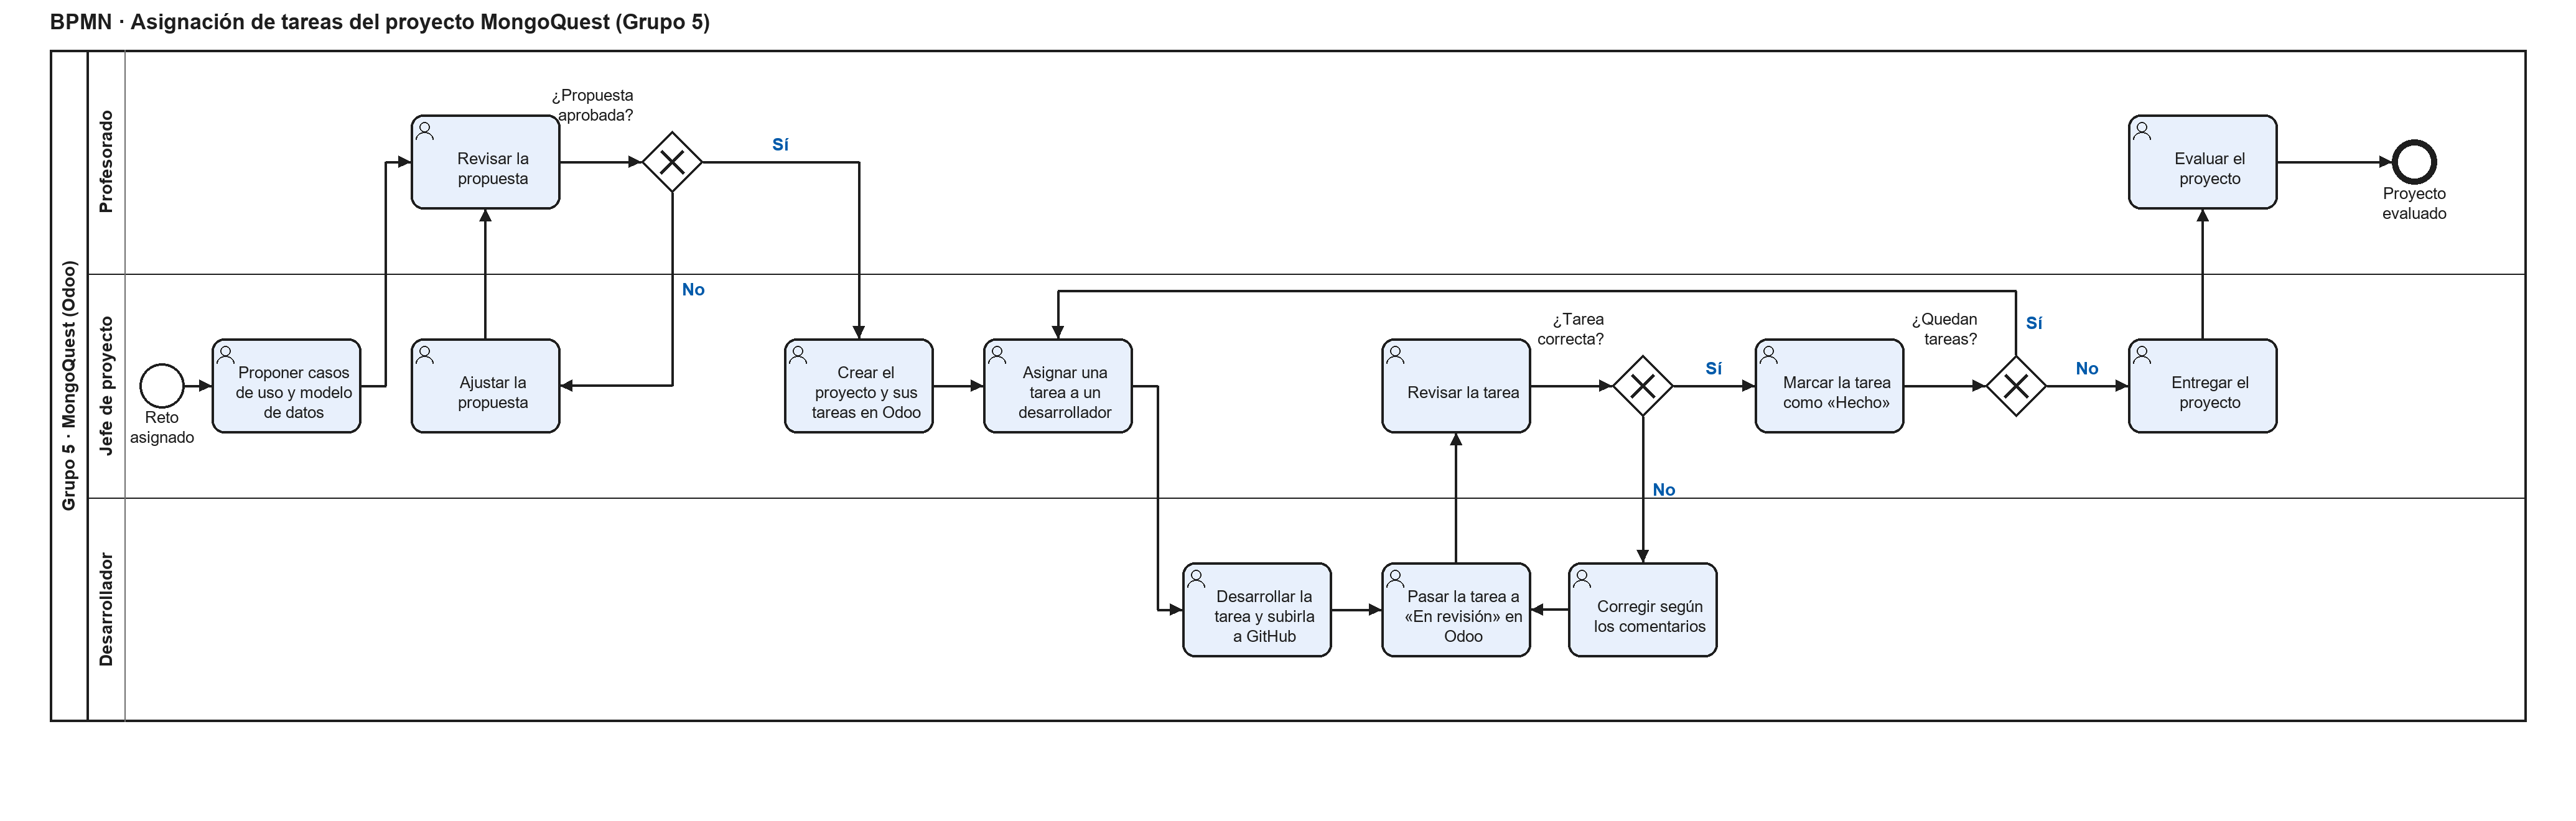 BPMN · Asignación de tareas del proyecto MongoQuest (Grupo 5)
Grupo 5 · MongoQuest (Odoo)
Profesorado
¿Propuesta
aprobada?
Revisar la
propuesta
Sí
No
Evaluar el
proyecto
Proyecto
evaluado
Jefe de proyecto
Reto
asignado
Proponer casos
de uso y modelo
de datos
Ajustar la
propuesta
Crear el
proyecto y sus
tareas en Odoo
Asignar una
tarea a un
desarrollador
Revisar la tarea
¿Tarea
correcta?
Sí
No
Marcar la tarea
como «Hecho»
¿Quedan
tareas?
Sí
No
Entregar el
proyecto
Desarrollador
Desarrollar la
tarea y subirla
a GitHub
Pasar la tarea a
«En revisión» en
Odoo
Corregir según
los comentarios